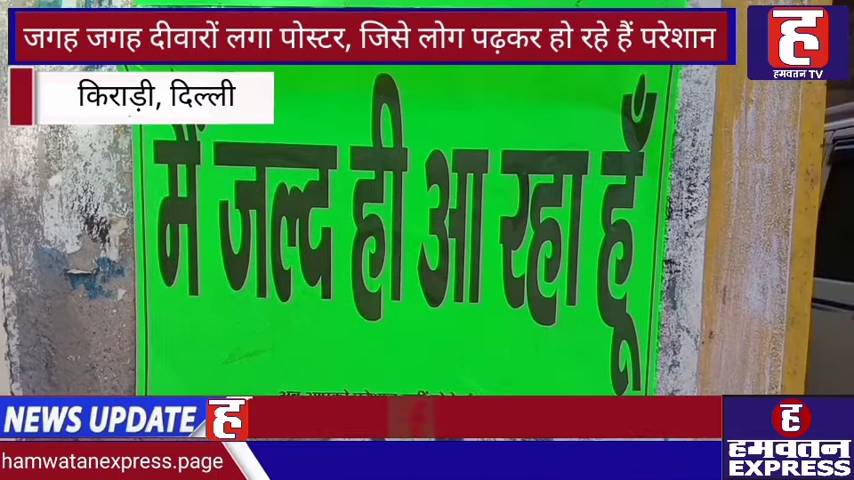 जगह जगह दीवारों लगा पोस्टर, जिसे लोग पढ़कर हो रहे हैं परेशान
ह
हमवतन TV
किराड़ी, दिल्ली
मैं जल्द ही आ रहा हूँ
NEWS UPDATE
ह
ह
हमवतन
EXPRESS
hamwatanexpress.page